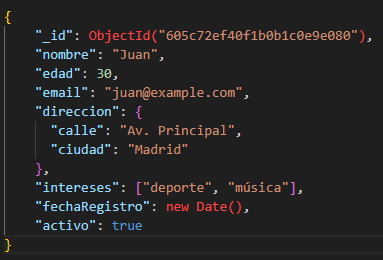 {
"_id": ObjectId("605c72ef40f1b0b1c0e9e080"),
"nombre": "Juan",
"edad": 30,
"email": "juan@example.com",
"direccion": {
"calle": "Av. Principal",
"ciudad": "Madrid"
},
"intereses": ["deporte", "música"],
"fechaRegistro": new Date(),
"activo": true
}